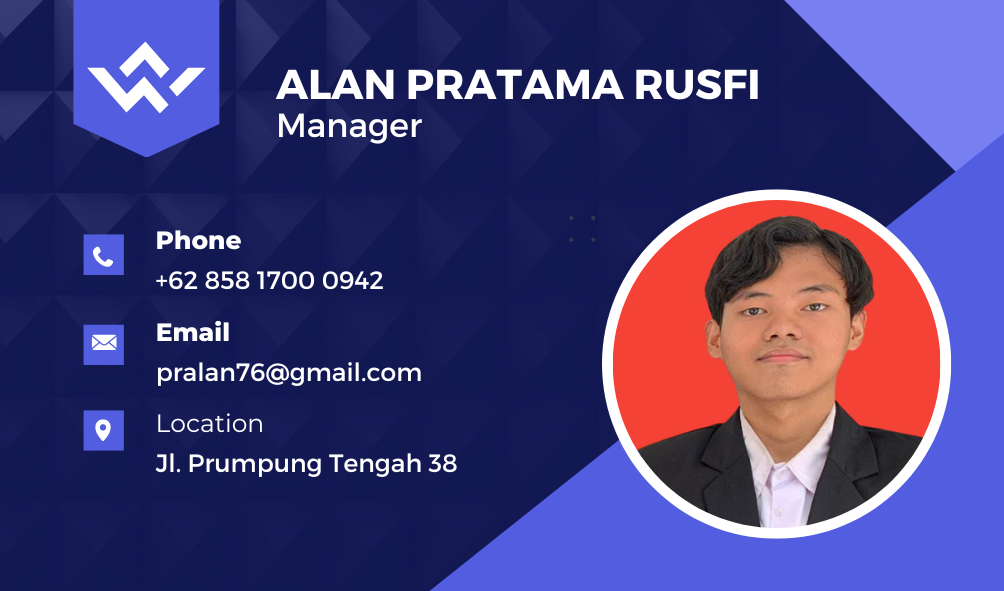 ALAN PRATAMA RUSFI
Manager
Phone
+62 858 1700 0942
Email
pralan76@gmail.com
Location
Jl. Prumpung Tengah 38